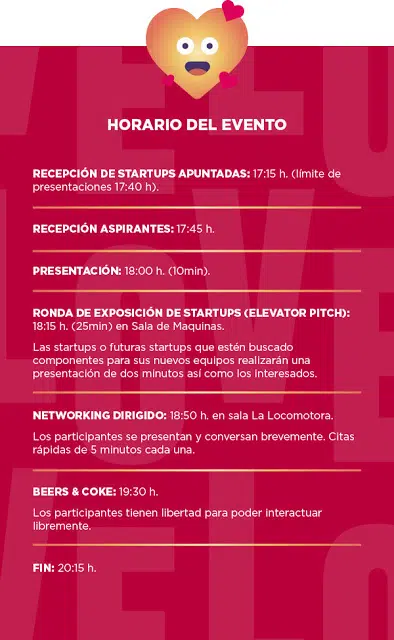 HORARIO DEL EVENTO
RECEPCIÓN DE STARTUPS APUNTADAS: 17:15 h. (límite de
presentaciones 17:40 h).
RECEPCIÓN ASPIRANTES: 17:45 h.
PRESENTACIÓN: 18:00 h. (10min).
RONDA DE EXPOSICIÓN DE STARTUPS (ELEVATOR PITCH):
18:15 h. (25min) en Sala de Maquinas.
Las startups o futuras startups que estén buscado
componentes para sus nuevos equipos realizarán una
presentación de dos minutos así como los interesados.
NETWORKING DIRIGIDO: 18:50 h. en sala La Locomotora.
Los participantes se presentan y conversan brevemente. Citas
rápidas de 5 minutos cada una.
BEERS & COKE: 19:30 h.
Los participantes tienen libertad para poder interactuar
libremente.
FIN: 20:15 h.